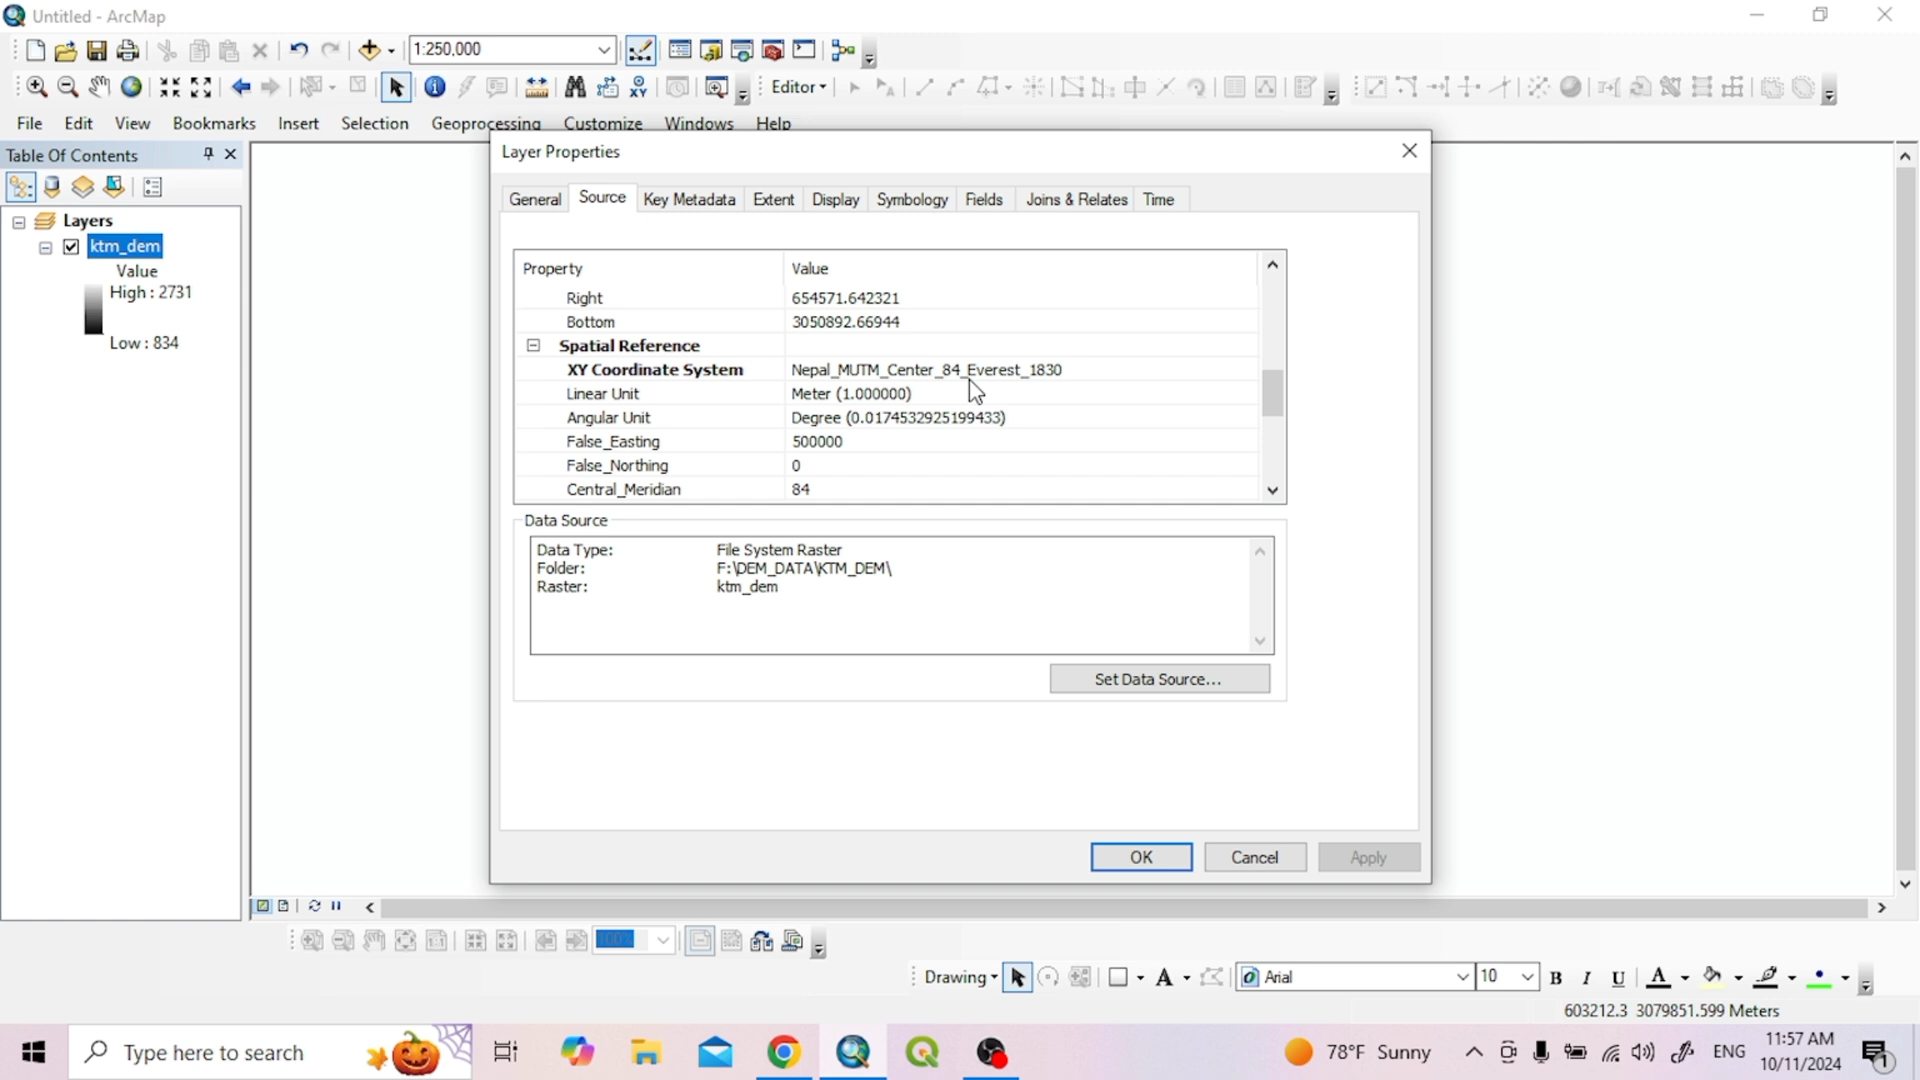 Untitled - ArcMap
1:250,000
Editor
File Edit View Bookmarks Insert Selection Geoprocessing Customize Windows Help
Table Of Contents
Layers
ktm_dem
Value
High : 2731
Low : 834
Layer Properties
General Source Key Metadata Extent Display Symbology Fields Joins & Relates Time
Property Value
Right 654571.642321
Bottom 3050892.66944
Spatial Reference
XY Coordinate System Nepal_MUTM_Center_84_Everest_1830
Linear Unit Meter (1.000000)
Angular Unit Degree (0.0174532925199433)
False_Easting 500000
False_Northing 0
Central_Meridian 84
Data Source
Data Type: File System Raster
Folder: F:\DEM_DATA\KTM_DEM\
Raster: ktm_dem
Set Data Source...
OK Cancel Apply
Drawing Arial 10 B I U A
603212.3 3079851.599 Meters
Type here to search
78°F Sunny
ENG
11:57 AM
10/11/2024
1